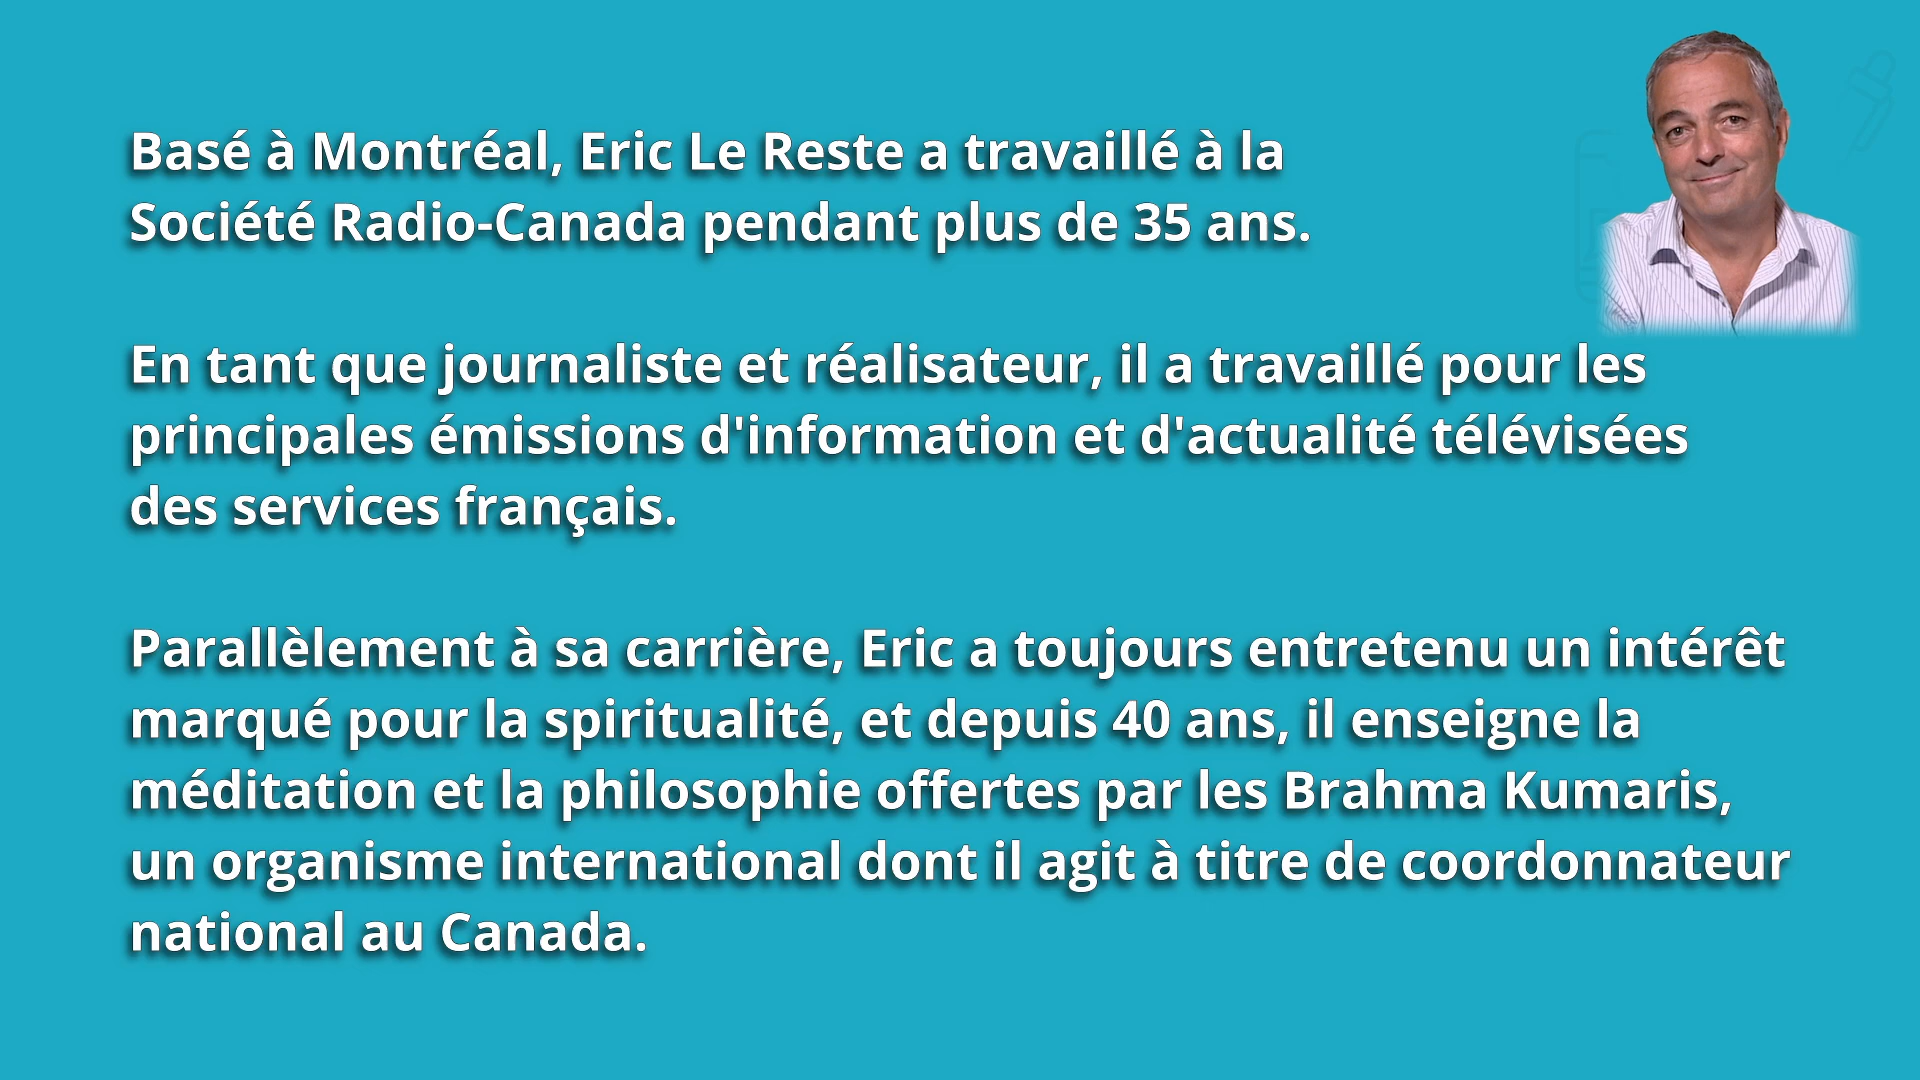 Basé à Montréal, Eric Le Reste a travaillé à la
Société Radio-Canada pendant plus de 35 ans.
En tant que journaliste et réalisateur, il a travaillé pour les
principales émissions d'information et d'actualité télévisées
des services français.
Parallèlement à sa carrière, Eric a toujours entretenu un intérêt
marqué pour la spiritualité, et depuis 40 ans, il enseigne la
méditation et la philosophie offertes par les Brahma Kumaris,
un organisme international dont il agit à titre de coordonnateur
national au Canada.